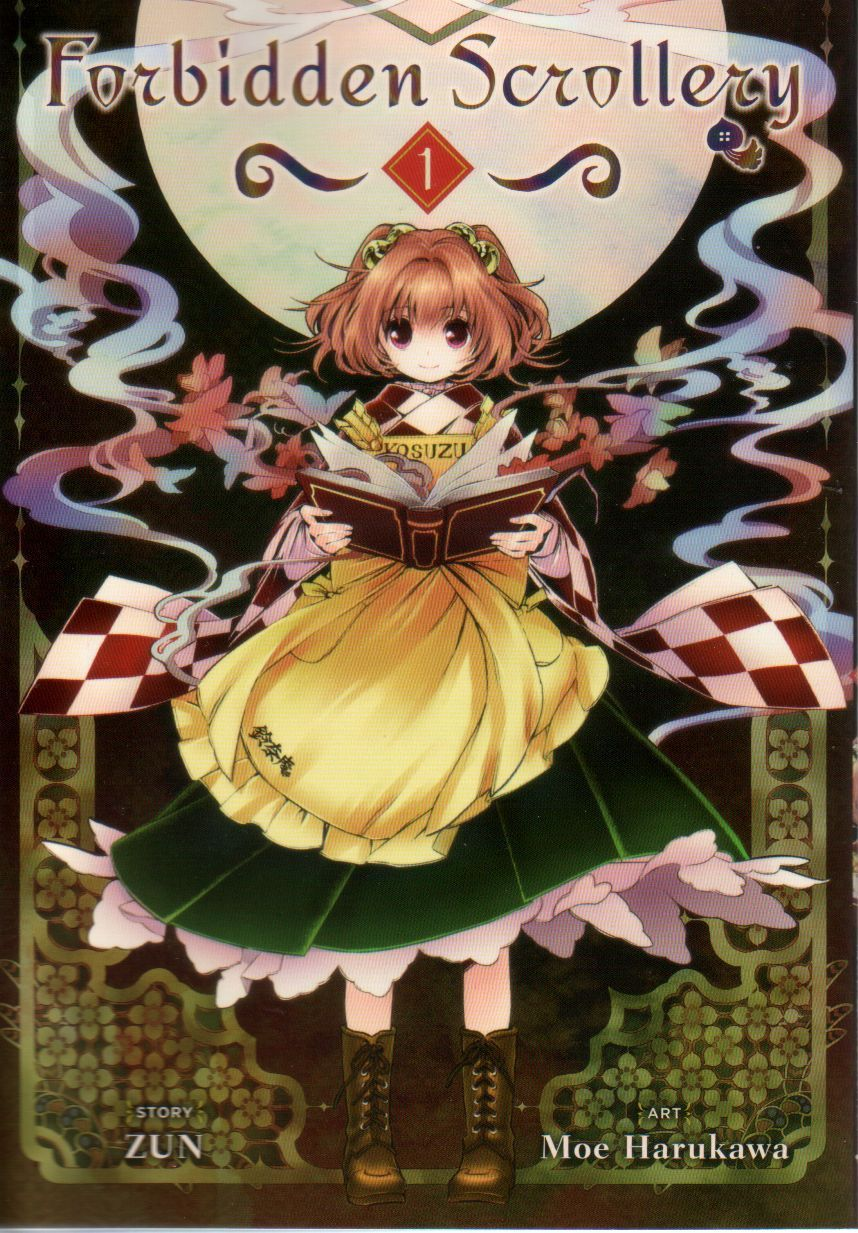 Forbidden Scrollery
1
KOSUZU
鈴奈庵
STORY
ZUN
ART
Moe Harukawa